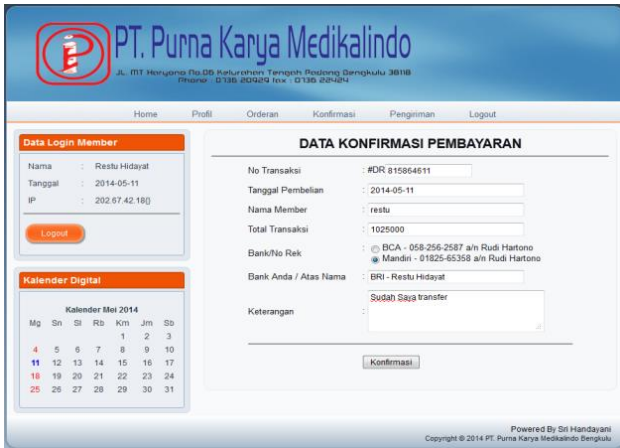 PT. Purna Karya Medikalindo
JL. MT Haryono No.06 Kelurahan Tengah Padang Bengkulu 38118
Phone : 0736 20929 fax : 0736 22424
Home Profil Orderan Konfirmasi Pengiriman Logout
Data Login Member
Nama : Restu Hidayat
Tanggal : 2014-05-11
IP : 202.67.42.18()
Logout
Kalender Digital
Kalender Mei 2014
Mg Sn Sl Rb Km Jm Sb
1 2 3
4 5 6 7 8 9 10
11 12 13 14 15 16 17
18 19 20 21 22 23 24
25 26 27 28 29 30 31
DATA KONFIRMASI PEMBAYARAN
No Transaksi : #DR 815864611
Tanggal Pembelian : 2014-05-11
Nama Member : restu
Total Transaksi : 1025000
Bank/No Rek : BCA - 058-256-2587 a/n Rudi Hartono
Mandiri - 01825-65358 a/n Rudi Hartono
Bank Anda / Atas Nama : BRI - Restu Hidayat
Keterangan : Sudah Saya transfer
Konfirmasi
Powered By Sri Handayani
Copyright © 2014 PT. Purna Karya Medikalindo Bengkulu